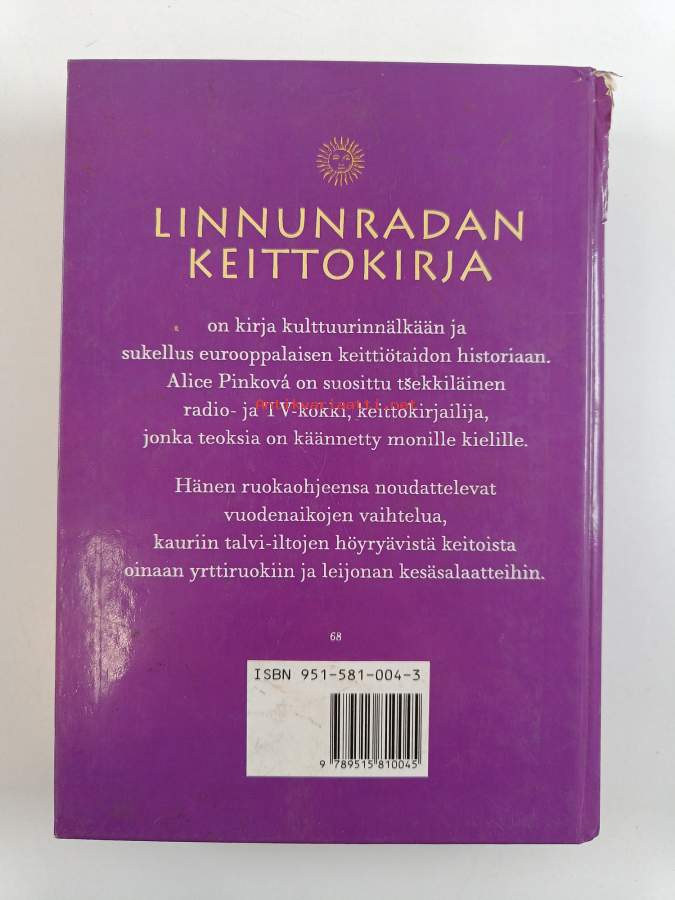 LINNUNRADAN
KEITTOKIRJA
on kirja kulttuurinnälkään ja
sukellus eurooppalaisen keittiötaidon historiaan.
Alice Pinková on suosittu tšekkiläinen
radio- ja TV-kokki, keittokirjailija,
Antikvariaatti.net
jonka teoksia on käännetty monille kielille.
Hänen ruokaohjeensa noudattelevat
vuodenaikojen vaihtelua,
kauriin talvi-iltojen höyryävistä keitoista
oinaan yrttiruokiin ja leijonan kesäsalaatteihin.
68
ISBN 951-581-004-3
9 789515 810045